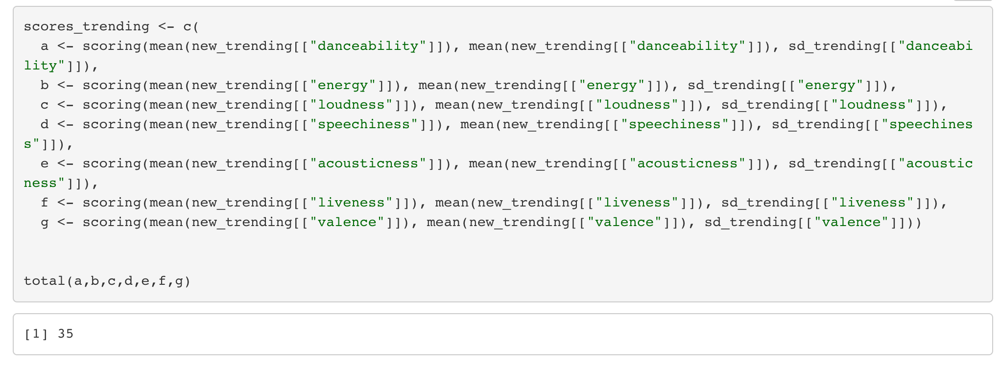 scores_trending <- c(
  a <- scoring(mean(new_trending[["danceability"]]), mean(new_trending[["danceability"]]), sd_trending[["danceabi
lity"]]),
  b <- scoring(mean(new_trending[["energy"]]), mean(new_trending[["energy"]]), sd_trending[["energy"]]),
  c <- scoring(mean(new_trending[["loudness"]]), mean(new_trending[["loudness"]]), sd_trending[["loudness"]]),
  d <- scoring(mean(new_trending[["speechiness"]]), mean(new_trending[["speechiness"]]), sd_trending[["speechines
s"]]),
  e <- scoring(mean(new_trending[["acousticness"]]), mean(new_trending[["acousticness"]]), sd_trending[["acoustic
ness"]]),
  f <- scoring(mean(new_trending[["liveness"]]), mean(new_trending[["liveness"]]), sd_trending[["liveness"]]),
  g <- scoring(mean(new_trending[["valence"]]), mean(new_trending[["valence"]]), sd_trending[["valence"]]))
total(a,b,c,d,e,f,g)
[1] 35